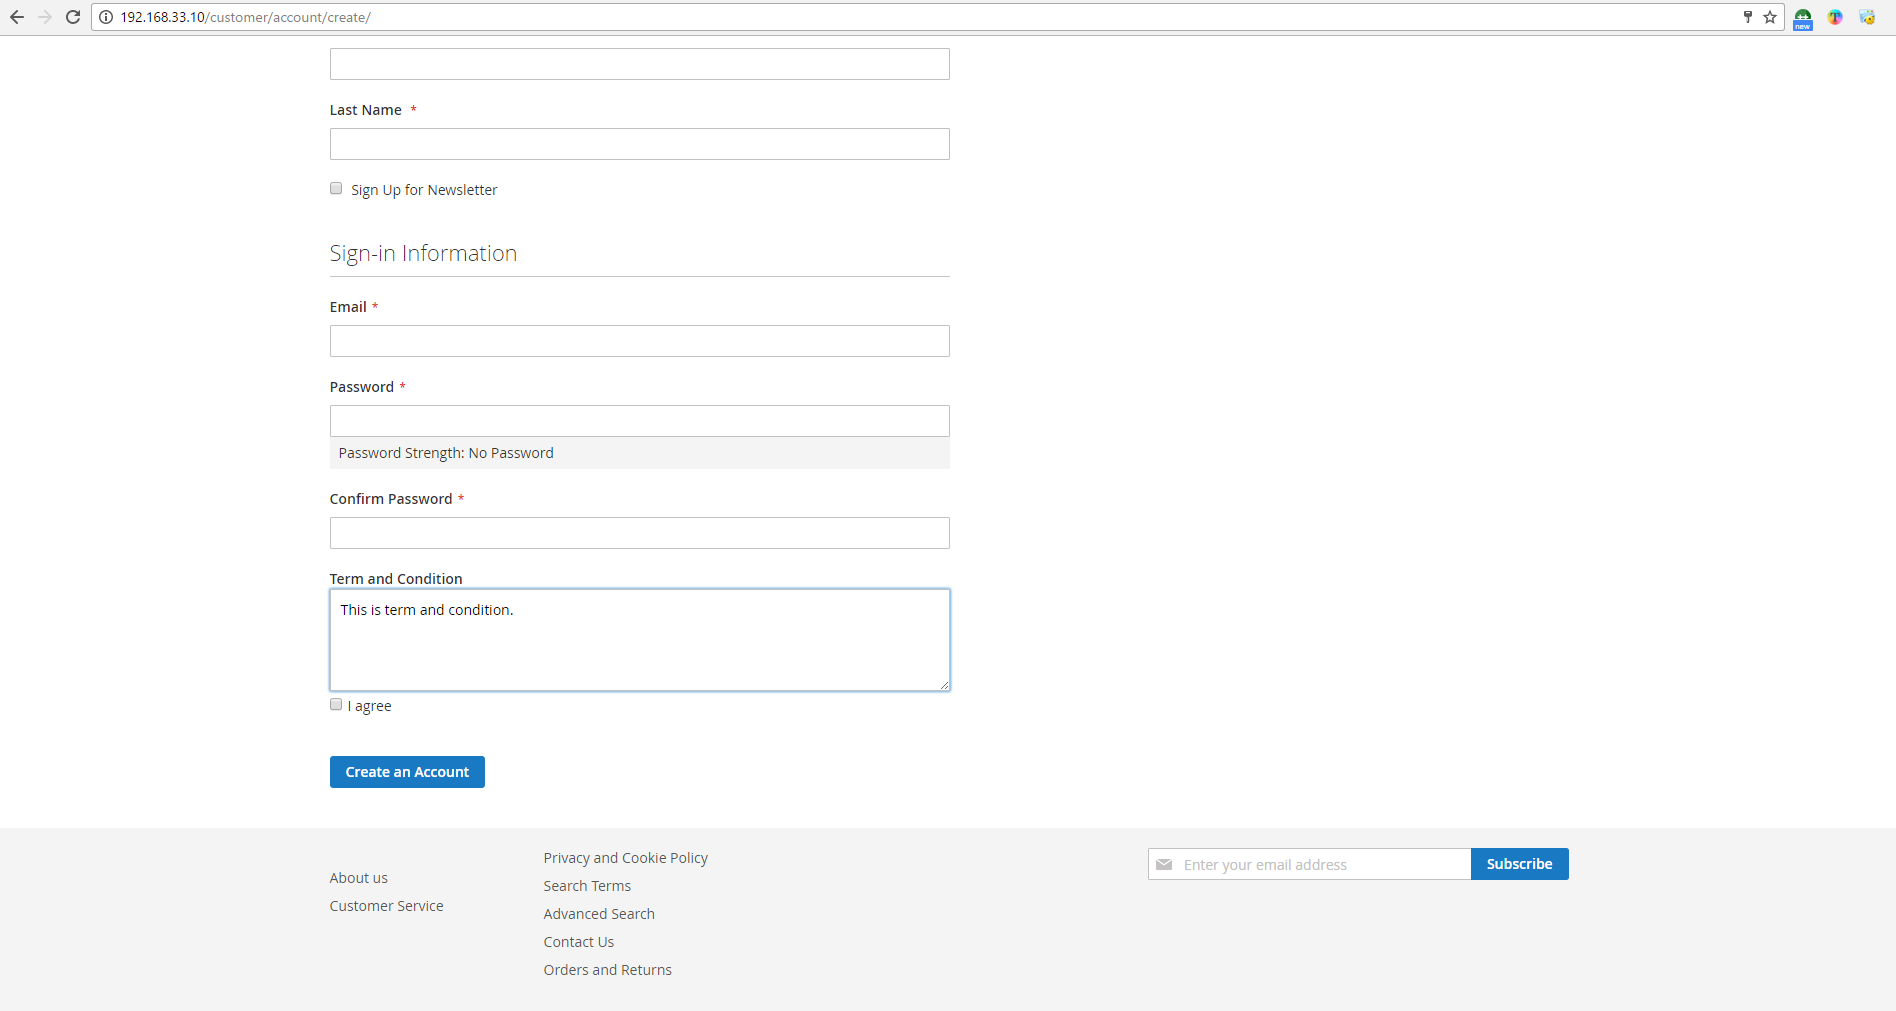 192.168.33.10/customer/account/create/
new
Last Name *
Sign Up for Newsletter
Sign-in Information
Email *
Password *
Password Strength: No Password
Confirm Password *
Term and Condition
This is term and condition.
I agree
Create an Account
About us
Customer Service
Privacy and Cookie Policy
Search Terms
Advanced Search
Contact Us
Orders and Returns
Enter your email address
Subscribe